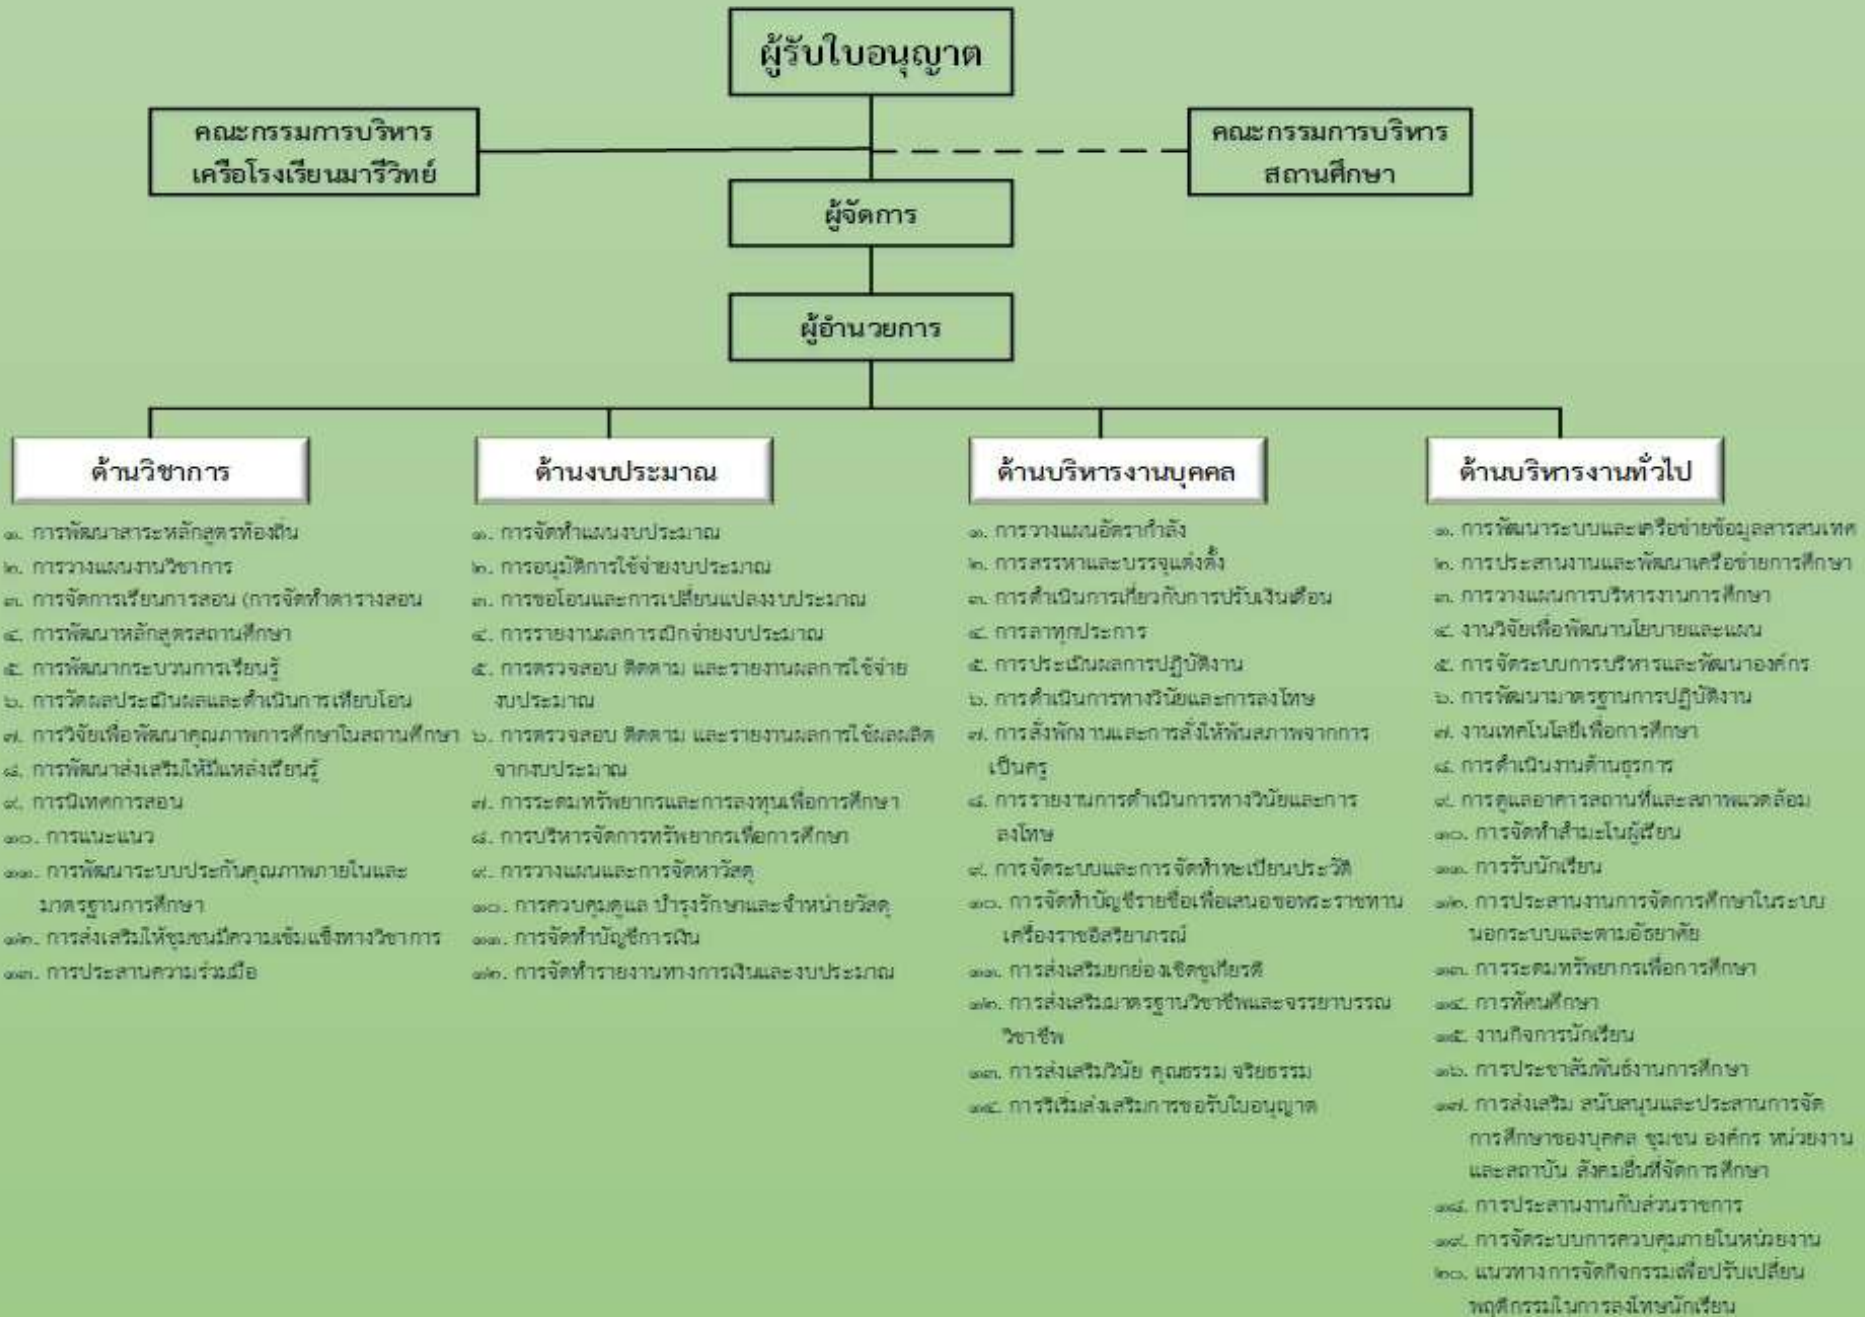 ผู้รับใบอนุญาต
คณะกรรมการบริหาร
เครือโรงเรียนมารีวิทย์
คณะกรรมการบริหาร
สถานศึกษา
ผู้จัดการ
ผู้อำนวยการ
ด้านวิชาการ
๑. การพัฒนาสาระหลักสูตรท้องถิ่น
๒. การวางแผนงานวิชาการ
๓. การจัดการเรียนการสอน (การจัดทำตารางสอน
๔. การพัฒนาหลักสูตรสถานศึกษา
๕. การพัฒนากระบวนการเรียนรู้
๖. การวัดผลประเมินผลและดำเนินการเทียบโอน
๗. การวิจัยเพื่อพัฒนาคุณภาพการศึกษาในสถานศึกษา
๘. การพัฒนาส่งเสริมให้มีแหล่งเรียนรู้
๙. การนิเทศการสอน
๑๐. การแนะแนว
๑๑. การพัฒนาระบบประกันคุณภาพภายในและ
มาตรฐานการศึกษา
๑๒. การส่งเสริมให้ชุมชนมีความเข้มแข็งทางวิชาการ
๑๓. การประสานความร่วมมือ
ด้านงบประมาณ
๑. การจัดทำแผนงบประมาณ
๒. การอนุมัติการใช้จ่ายงบประมาณ
๓. การขอโอนและการเปลี่ยนแปลงงบประมาณ
๔. การรายงานผลการเบิกจ่ายงบประมาณ
๕. การตรวจสอบ ติดตาม และรายงานผลการใช้จ่าย
งบประมาณ
๖. การตรวจสอบ ติดตาม และรายงานผลการใช้ผลผลิต
จากงบประมาณ
๗. การระดมทรัพยากรและการลงทุนเพื่อการศึกษา
๘. การบริหารจัดการทรัพยากรเพื่อการศึกษา
๙. การวางแผนและการจัดหาวัสดุ
๑๐. การควบคุมดูแล บำรุงรักษาและจำหน่ายวัสดุ
๑๑. การจัดทำบัญชีการเงิน
๑๒. การจัดทำรายงานทางการเงินและงบประมาณ
ด้านบริหารงานบุคคล
๑. การวางแผนอัตรากำลัง
๒. การสรรหาและบรรจุแต่งตั้ง
๓. การดำเนินการเกี่ยวกับการปรับเงินเดือน
๔. การลาทุกประการ
๕. การประเมินผลการปฏิบัติงาน
๖. การดำเนินการทางวินัยและการลงโทษ
๗. การสั่งพักงานและการสั่งให้พ้นสภาพจากการ
เป็นครู
๘. การรายงานการดำเนินการทางวินัยและการ
ลงโทษ
๙. การจัดระบบและการจัดทำทะเบียนประวัติ
๑๐. การจัดทำบัญชีรายชื่อเพื่อเสนอขอพระราชทาน
เครื่องราชอิสริยาภรณ์
๑๑. การส่งเสริมยกย่องเชิดชูเกียรติ
๑๒. การส่งเสริมมาตรฐานวิชาชีพและจรรยาบรรณ
วิชาชีพ
๑๓. การส่งเสริมวินัย คุณธรรม จริยธรรม
๑๔. การริเริ่มส่งเสริมการขอรับใบอนุญาต
ด้านบริหารงานทั่วไป
๑. การพัฒนาระบบและเครือข่ายข้อมูลสารสนเทศ
๒. การประสานงานและพัฒนาเครือข่ายการศึกษา
๓. การวางแผนการบริหารงานการศึกษา
๔. งานวิจัยเพื่อพัฒนานโยบายและแผน
๕. การจัดระบบการบริหารและพัฒนาองค์กร
๖. การพัฒนามาตรฐานการปฏิบัติงาน
๗. งานเทคโนโลยีเพื่อการศึกษา
๘. การดำเนินงานด้านธุรการ
๙. การดูแลอาคารสถานที่และสภาพแวดล้อม
๑๐. การจัดทำสำมะโนผู้เรียน
๑๑. การรับนักเรียน
๑๒. การประสานงานการจัดการศึกษาในระบบ
นอกระบบและตามอัธยาศัย
๑๓. การระดมทรัพยากรเพื่อการศึกษา
๑๔. การทัศนศึกษา
๑๕. งานกิจการนักเรียน
๑๖. การประชาสัมพันธ์งานการศึกษา
๑๗. การส่งเสริม สนับสนุนและประสานการจัด
การศึกษาของบุคคล ชุมชน องค์กร หน่วยงาน
และสถาบัน สังคมอื่นที่จัดการศึกษา
๑๘. การประสานงานกับส่วนราชการ
๑๙. การจัดระบบการควบคุมภายในหน่วยงาน
๒๐. แนวทางการจัดกิจกรรมเพื่อปรับเปลี่ยน
พฤติกรรมในการลงโทษนักเรียน